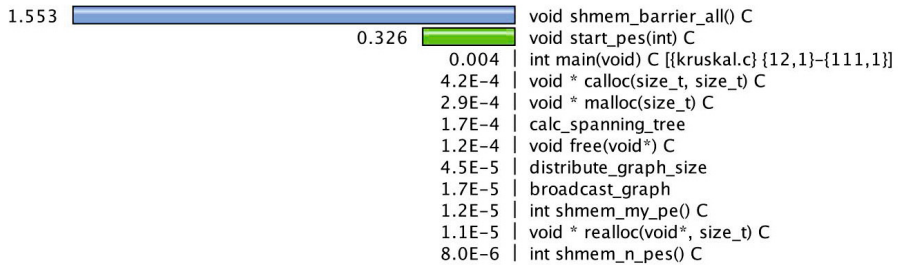 1.553 void shmem_barrier_all() C
0.326 void start_pes(int) C
0.004 int main(void) C [{kruskal.c} {12,1}-{111,1}]
4.2E-4 void * calloc(size_t, size_t) C
2.9E-4 void * malloc(size_t) C
1.7E-4 calc_spanning_tree
1.2E-4 void free(void*) C
4.5E-5 distribute_graph_size
1.7E-5 broadcast_graph
1.2E-5 int shmem_my_pe() C
1.1E-5 void * realloc(void*, size_t) C
8.0E-6 int shmem_n_pes() C